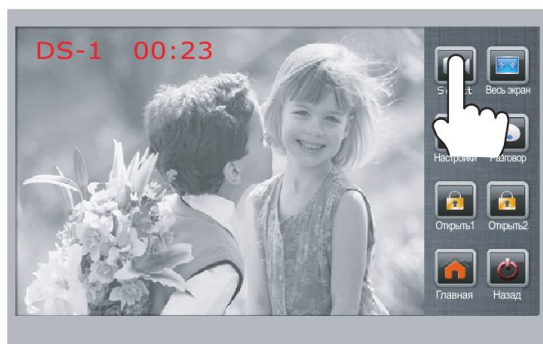 DS-1 00:23
Весь экран
Настройки Разговор
Открыть1 Открыть2
Главная Назад